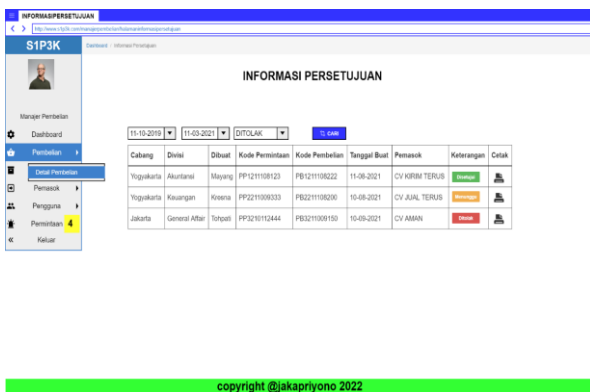 INFORMASIPERSETUJUAN
S1P3K
Dashboard / Informasi Persetujuan
INFORMASI PERSETUJUAN
Manajer Pembelian
Dashboard
Pembelian
Detail Pembelian
Pemasok
Pengguna
Permintaan 4
Keluar
11-10-2019 11-03-2021 DITOLAK CARI
Cabang Divisi Dibuat Kode Permintaan Kode Pembelian Tanggal Buat Pemasok Keterangan Cetak
Yogyakarta Akuntansi Mayang PP1211108123 PB1211108222 11-08-2021 CV KIRIM TERUS Disetujui
Yogyakarta Keuangan Kresna PP2211009333 PB2211108200 10-08-2021 CV JUAL TERUS Menunggu
Jakarta General Affair Tohpati PP3210112444 PB3211009150 10-09-2021 CV AMAN Ditolak
copyright @jakapriyono 2022